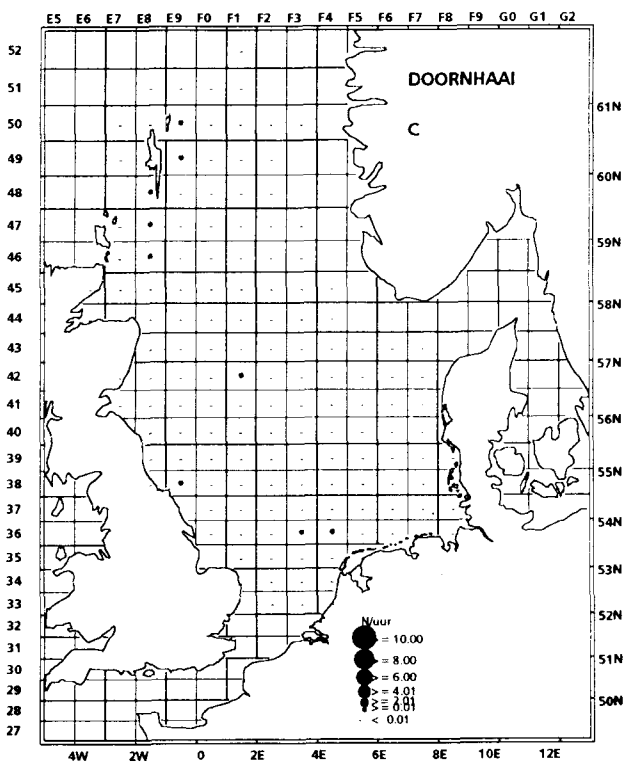 E5 E6 E7 E8 E9 F0 F1 F2 F3 F4 F5 F6 F7 F8 F9 G0 G1 G2
DOORNHAAI
C
52
51
50
49
48
47
46
45
44
43
42
41
40
39
38
37
36
35
34
33
32
31
30
29
28
27
61N
60N
59N
58N
57N
56N
55N
54N
53N
52N
51N
50N
N/uur
>= 10.00
>= 8.00
>= 6.00
>= 4.01
>= 2.01
>= 0.01
< 0.01
4W 2W 0 2E 4E 6E 8E 10E 12E